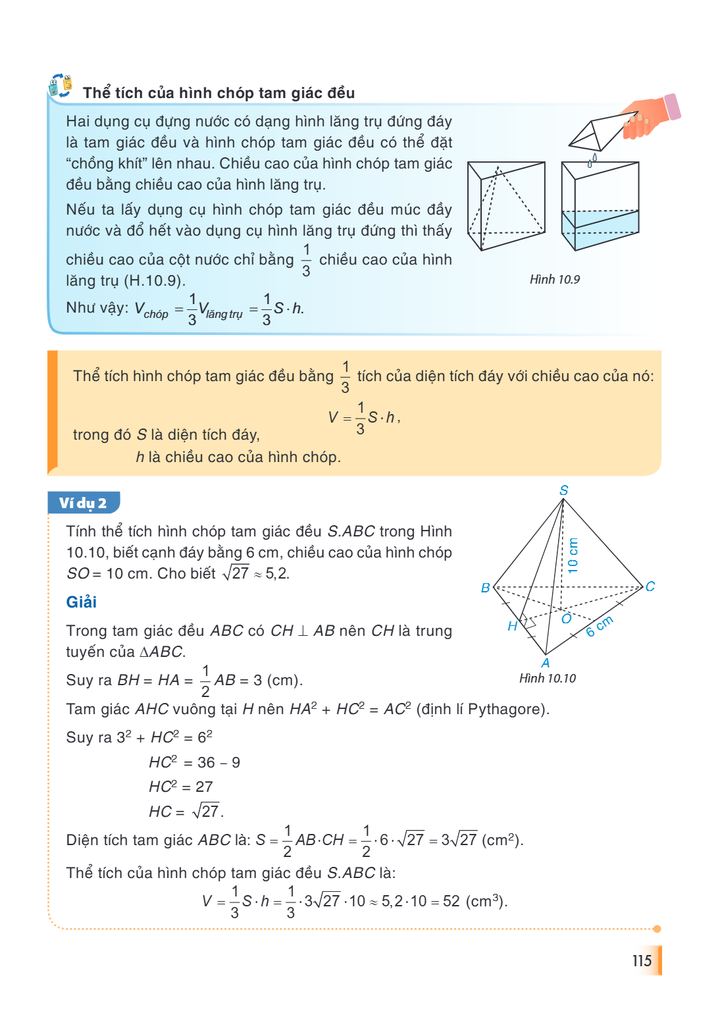 Thể tích của hình chóp tam giác đều
Hai dụng cụ đựng nước có dạng hình lăng trụ đứng đáy
là tam giác đều và hình chóp tam giác đều có thể đặt
“chồng khít” lên nhau. Chiều cao của hình chóp tam giác
đều bằng chiều cao của hình lăng trụ.
Nếu ta lấy dụng cụ hình chóp tam giác đều múc đầy
nước và đổ hết vào dụng cụ hình lăng trụ đứng thì thấy
chiều cao của cột nước chỉ bằng 1/3 chiều cao của hình
lăng trụ (H.10.9).
Như vậy: V_chóp = 1/3 V_lăng trụ = 1/3 S · h.
Hình 10.9
Thể tích hình chóp tam giác đều bằng 1/3 tích của diện tích đáy với chiều cao của nó:
V = 1/3 S · h,
trong đó S là diện tích đáy,
h là chiều cao của hình chóp.
Ví dụ 2
Tính thể tích hình chóp tam giác đều S.ABC trong Hình
10.10, biết cạnh đáy bằng 6 cm, chiều cao của hình chóp
SO = 10 cm. Cho biết √27 ≈ 5,2.
S
10 cm
B
C
O
H
6 cm
A
Hình 10.10
Giải
Trong tam giác đều ABC có CH ⊥ AB nên CH là trung
tuyến của ΔABC.
Suy ra BH = HA = 1/2 AB = 3 (cm).
Tam giác AHC vuông tại H nên HA² + HC² = AC² (định lí Pythagore).
Suy ra 3² + HC² = 6²
HC² = 36 – 9
HC² = 27
HC = √27.
Diện tích tam giác ABC là: S = 1/2 AB · CH = 1/2 · 6 · √27 = 3√27 (cm²).
Thể tích của hình chóp tam giác đều S.ABC là:
V = 1/3 S · h = 1/3 · 3√27 · 10 ≈ 5,2 · 10 = 52 (cm³).
115